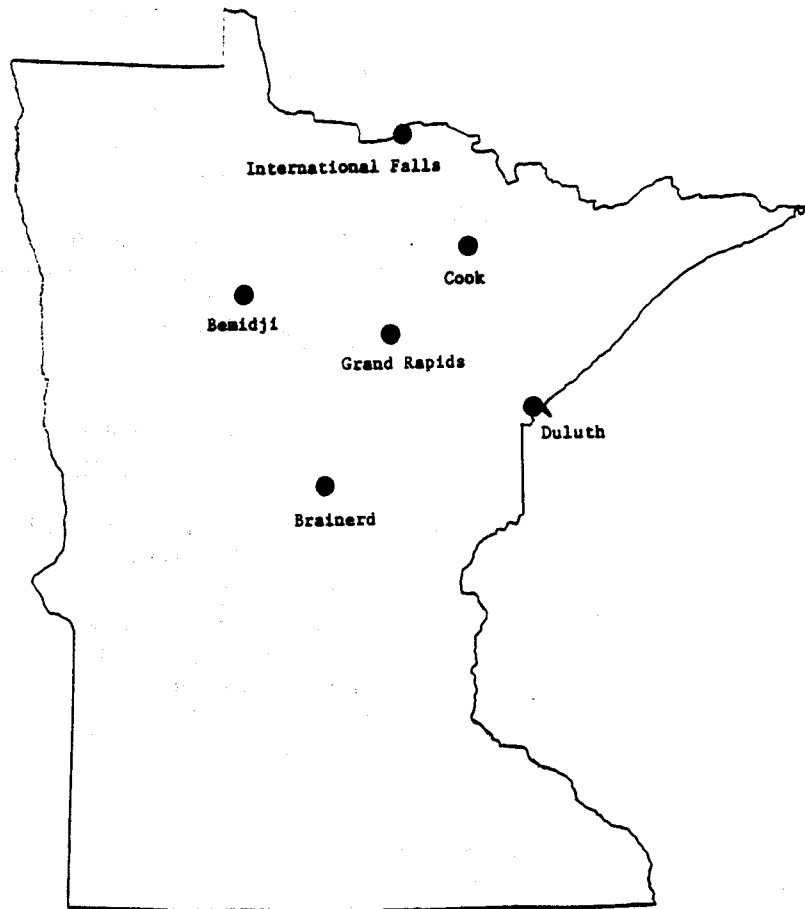 International Falls
Cook
Bemidji
Grand Rapids
Duluth
Brainerd